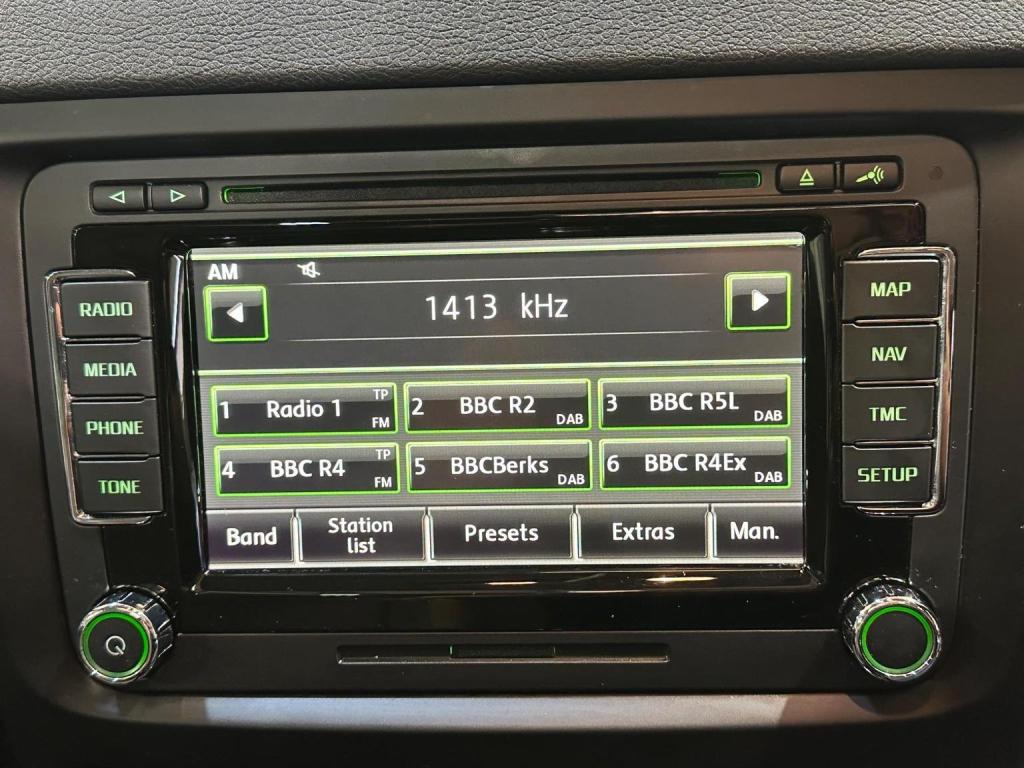 AM
1413 kHz
RADIO
MEDIA
PHONE
TONE
MAP
NAV
TMC
SETUP
1 Radio 1 TP FM
2 BBC R2 DAB
3 BBC R5L DAB
4 BBC R4 TP FM
5 BBCBerks DAB
6 BBC R4Ex DAB
Band
Station
list
Presets
Extras
Man.